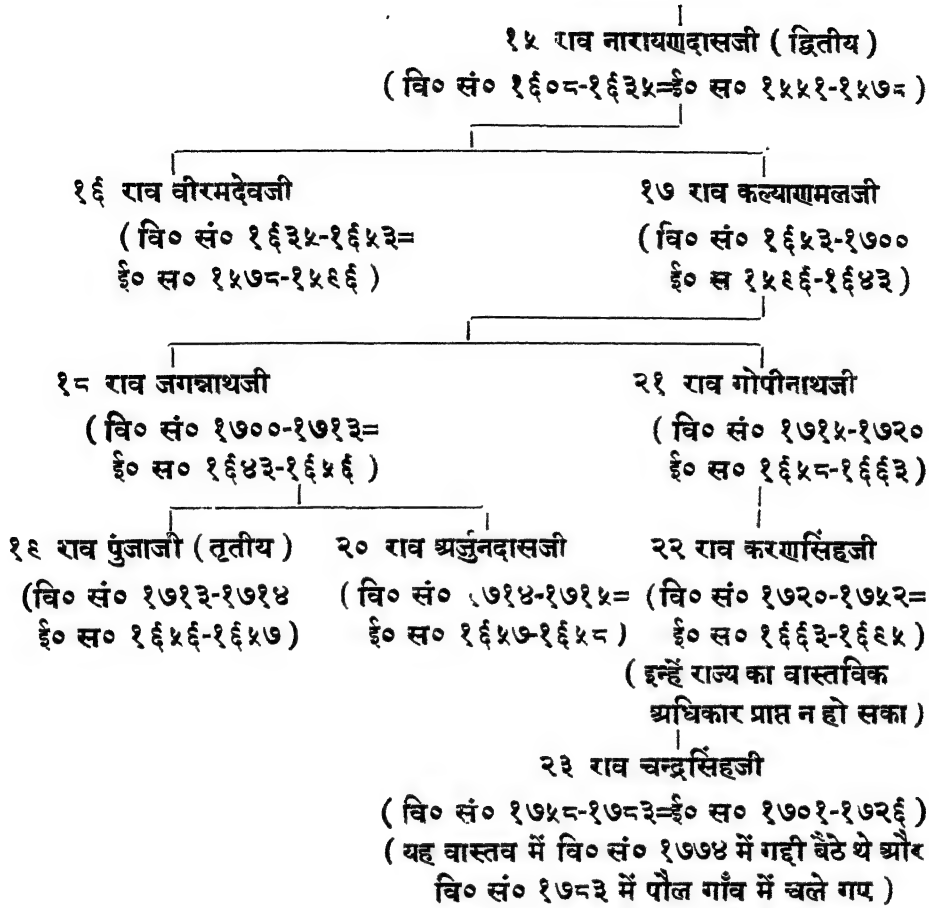 १५ राव नारायणदासजी ( द्वितीय )
( वि० सं० १६०८-१६३५=ई० स० १५५१-१५७८ )
१६ राव वीरमदेवजी
( वि० सं० १६३५-१६५३=
ई० स० १५७८-१५९६ )
१७ राव कल्याणमलजी
( वि० सं० १६५३-१७००
ई० स १५९६-१६४३ )
१८ राव जगन्नाथजी
( वि० सं० १७००-१७१३=
ई० स० १६४३-१६५६ )
२१ राव गोपीनाथजी
( वि० सं० १७१५-१७२०
ई० स० १६५८-१६६३ )
१९ राव पुंजाजी ( तृतीय )
(वि० सं० १७१३-१७१४
ई० स० १६५६-१६५७)
२० राव अर्जुनदासजी
( वि० सं० १७१४-१७१५=
ई० स० १६५७-१६५८ )
२२ राव करणसिंहजी
(वि० सं० १७२०-१७५२=
ई० स० १६६३-१६९५)
( इन्हें राज्य का वास्तविक
अधिकार प्राप्त न हो सका )
२३ राव चन्द्रसिंहजी
( वि० सं० १७५८-१७८३=ई० स० १७०१-१७२६ )
( यह वास्तव में वि० सं० १७७४ में गद्दी बैठे थे और
वि० सं० १७८३ में पौल गाँव में चले गए )